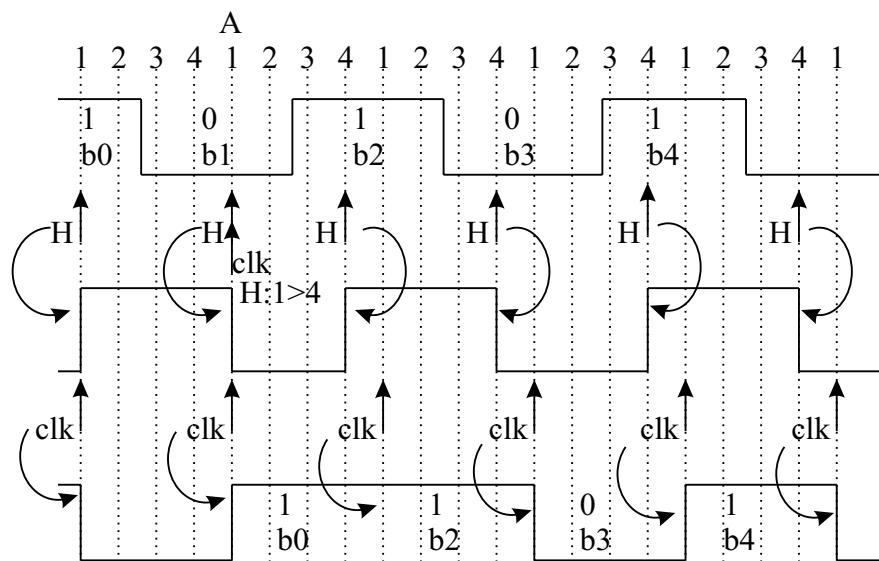 A
1 2 3 4 1 2 3 4 1 2 3 4 1 2 3 4 1 2 3 4 1
1 0 1 0 1
b0 b1 b2 b3 b4
H H H H H H
clk
H:1>4
clk clk clk clk clk clk
1 1 0 1
b0 b2 b3 b4